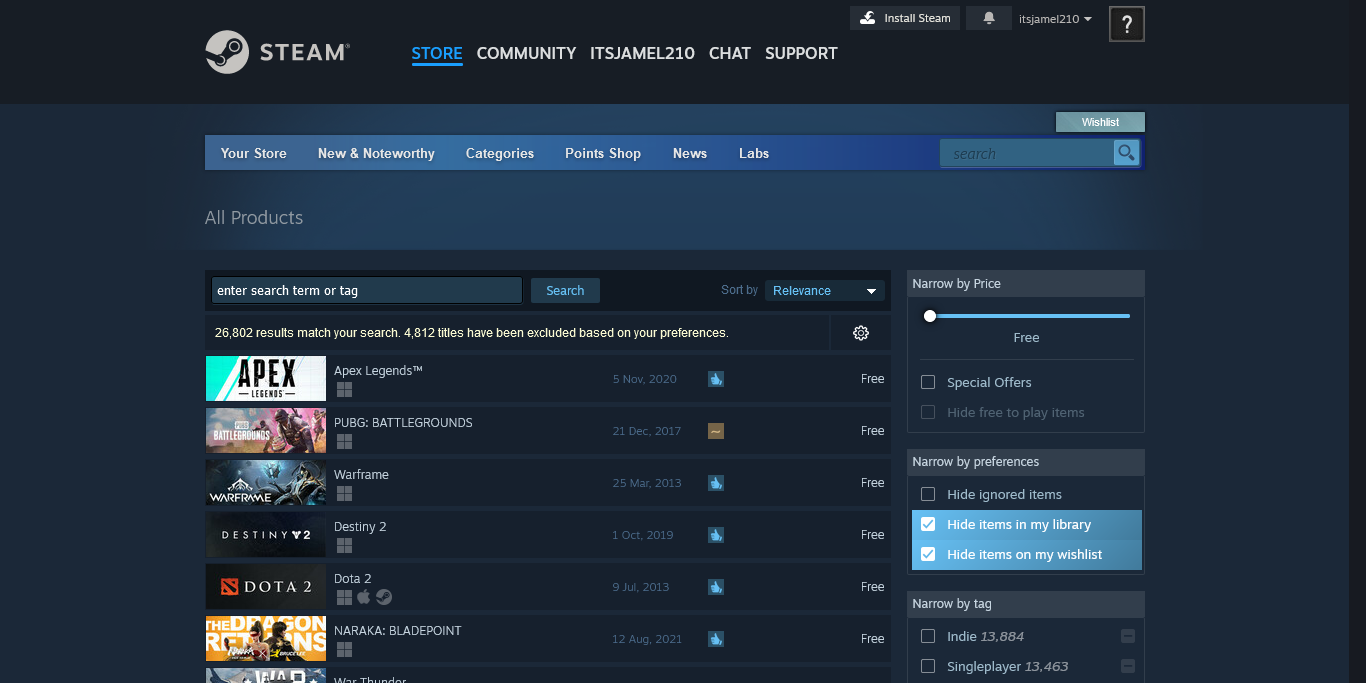 Install Steam
itsjamel210
?
STEAM®
STORE COMMUNITY ITSJAMEL210 CHAT SUPPORT
Wishlist
Your Store New & Noteworthy Categories Points Shop News Labs
search
All Products
enter search term or tag
Search
Sort by Relevance
26,802 results match your search. 4,812 titles have been excluded based on your preferences.
APEX
LEGENDS
Apex Legends™
5 Nov, 2020
Free
PUBG
BATTLEGROUNDS
PUBG: BATTLEGROUNDS
21 Dec, 2017
Free
WARFRAME
Warframe
25 Mar, 2013
Free
DESTINY 2
Destiny 2
1 Oct, 2019
Free
DOTA 2
Dota 2
9 Jul, 2013
Free
THE DRAGON
RETURNS
NARAKA X BRUCE LEE
NARAKA: BLADEPOINT
12 Aug, 2021
Free
WAR
War Thunder
Narrow by Price
Free
Special Offers
Hide free to play items
Narrow by preferences
Hide ignored items
Hide items in my library
Hide items on my wishlist
Narrow by tag
Indie 13,884
Singleplayer 13,463